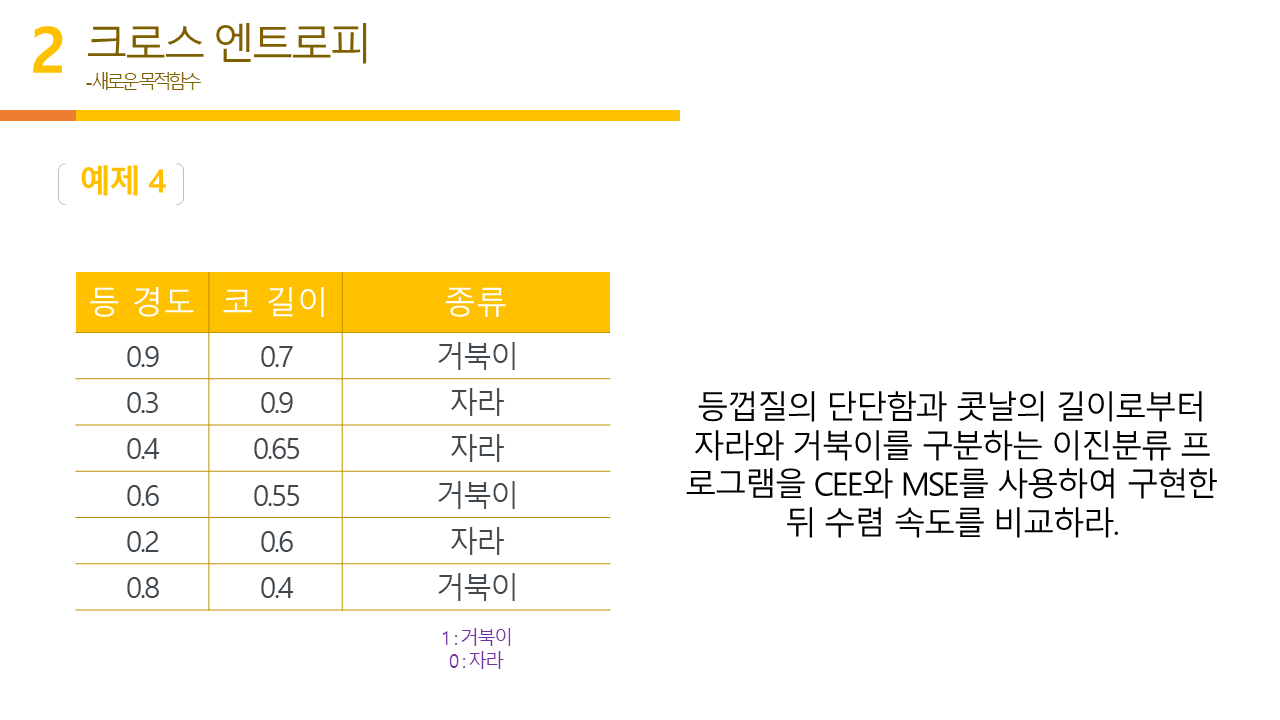 2 크로스 엔트로피
-새로운 목적함수
예제 4
등 경도 코 길이 종류
0.9 0.7 거북이
0.3 0.9 자라
0.4 0.65 자라
0.6 0.55 거북이
0.2 0.6 자라
0.8 0.4 거북이
1 : 거북이
0 : 자라
등껍질의 단단함과 콧날의 길이로부터
자라와 거북이를 구분하는 이진분류 프
로그램을 CEE와 MSE를 사용하여 구현한
뒤 수렴 속도를 비교하라.